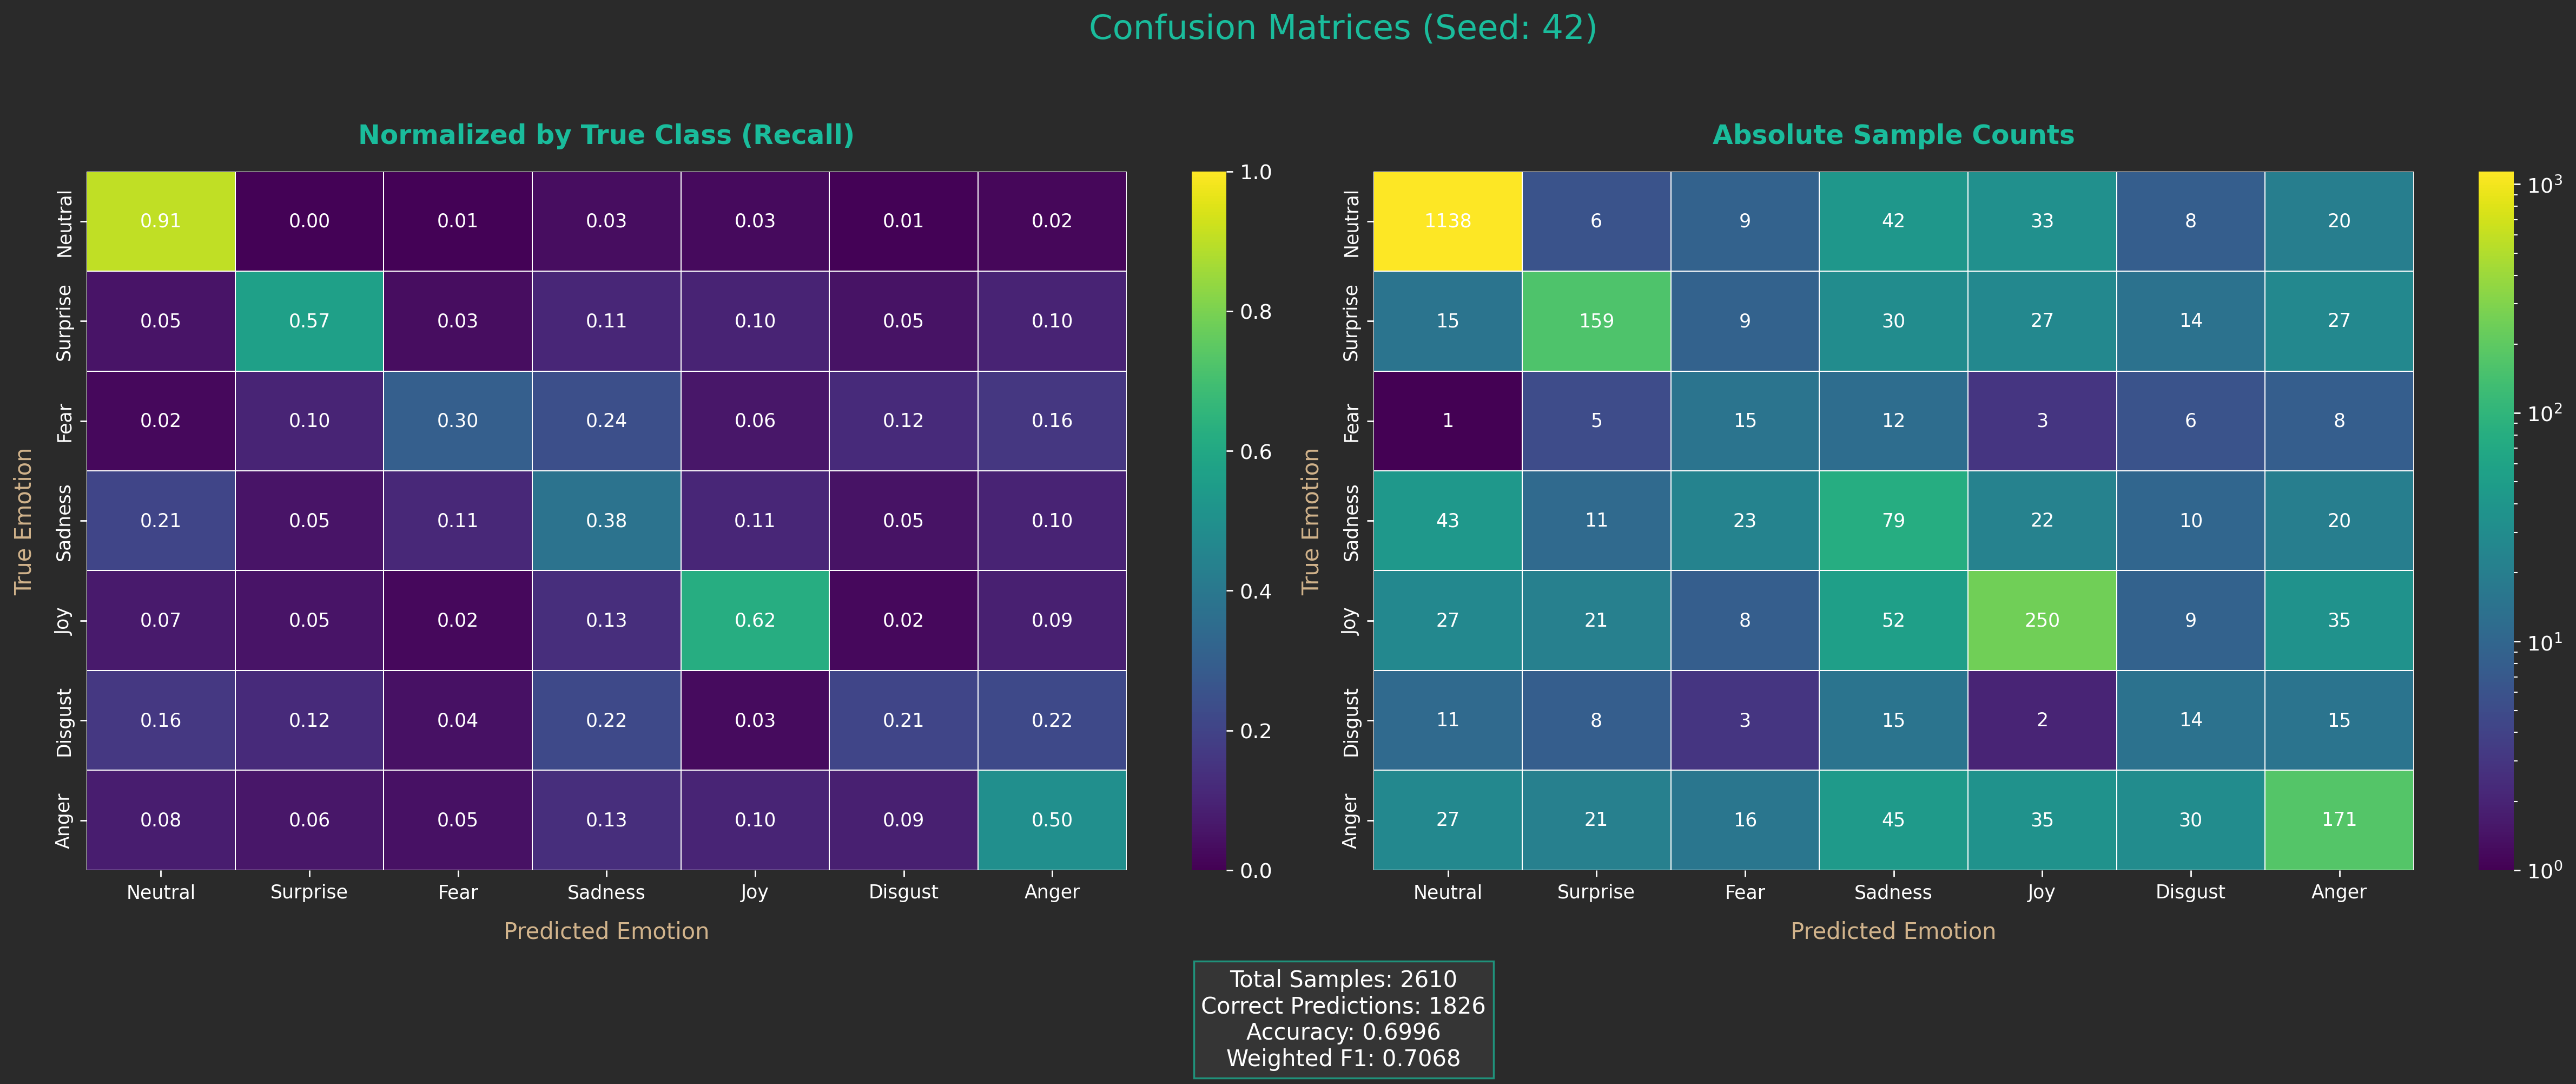 Confusion Matrices (Seed: 42)
Normalized by True Class (Recall)
True Emotion
Neutral 0.91 0.00 0.01 0.03 0.03 0.01 0.02
Surprise 0.05 0.57 0.03 0.11 0.10 0.05 0.10
Fear 0.02 0.10 0.30 0.24 0.06 0.12 0.16
Sadness 0.21 0.05 0.11 0.38 0.11 0.05 0.10
Joy 0.07 0.05 0.02 0.13 0.62 0.02 0.09
Disgust 0.16 0.12 0.04 0.22 0.03 0.21 0.22
Anger 0.08 0.06 0.05 0.13 0.10 0.09 0.50
Neutral Surprise Fear Sadness Joy Disgust Anger
Predicted Emotion
1.0
0.8
0.6
0.4
0.2
0.0
Absolute Sample Counts
True Emotion
Neutral 1138 6 9 42 33 8 20
Surprise 15 159 9 30 27 14 27
Fear 1 5 15 12 3 6 8
Sadness 43 11 23 79 22 10 20
Joy 27 21 8 52 250 9 35
Disgust 11 8 3 15 2 14 15
Anger 27 21 16 45 35 30 171
Neutral Surprise Fear Sadness Joy Disgust Anger
Predicted Emotion
10³
10²
10¹
10⁰
Total Samples: 2610
Correct Predictions: 1826
Accuracy: 0.6996
Weighted F1: 0.7068